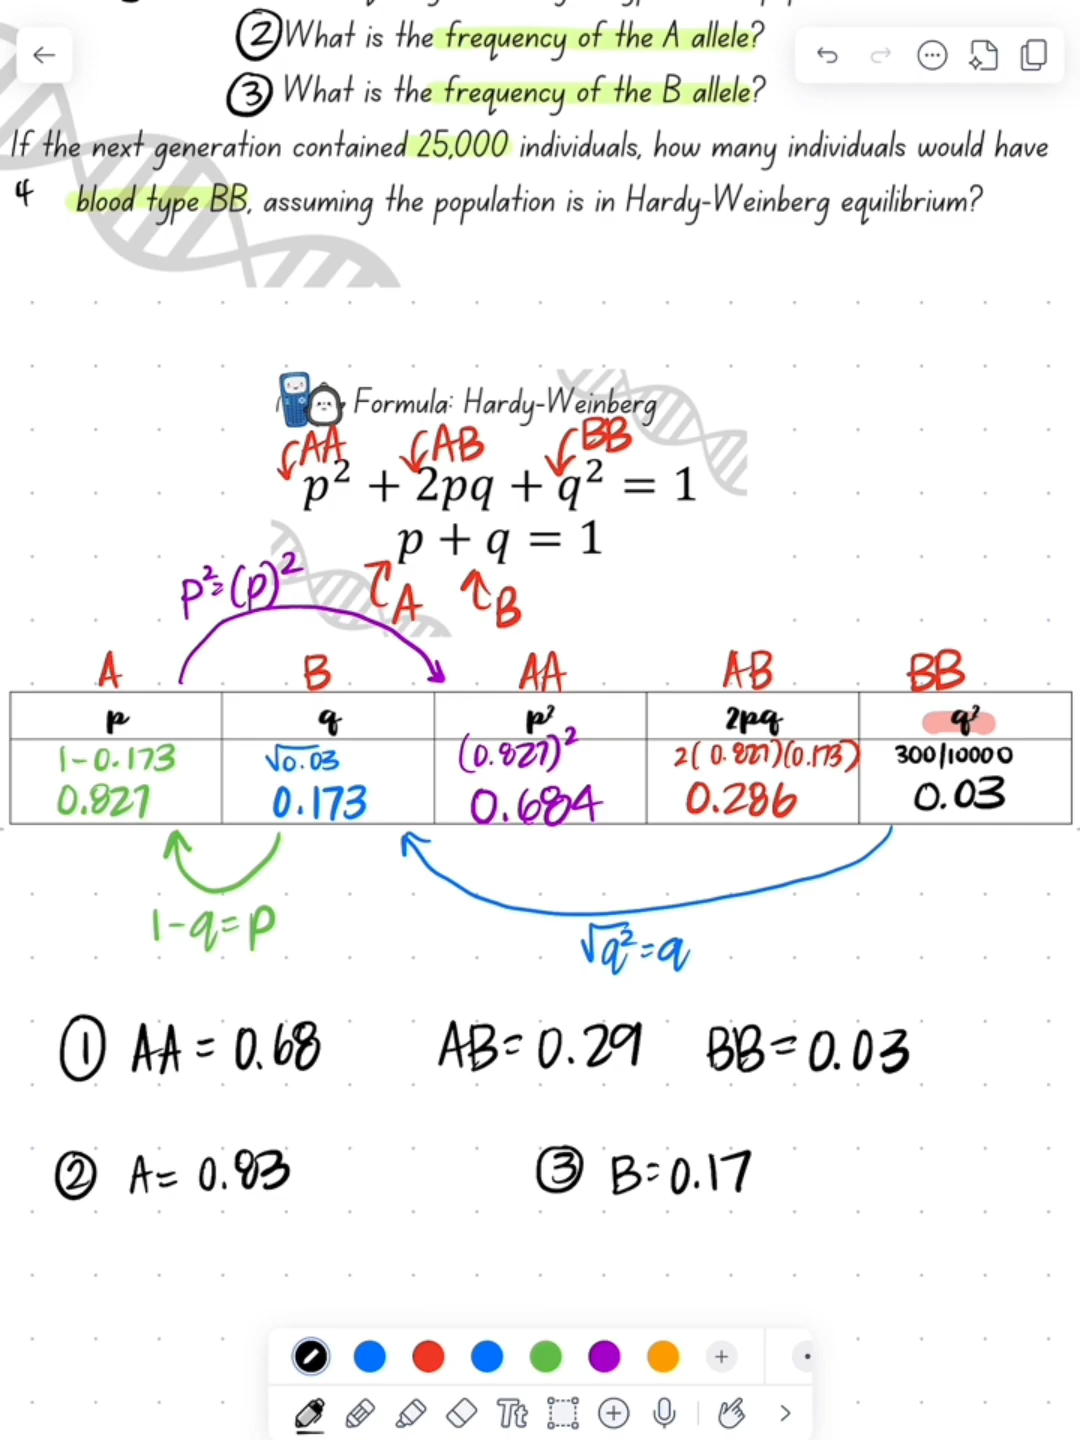 ② What is the frequency of the A allele?
③ What is the frequency of the B allele?
If the next generation contained 25,000 individuals, how many individuals would have
4 blood type BB, assuming the population is in Hardy-Weinberg equilibrium?
Formula: Hardy-Weinberg
AA AB BB
p² + 2pq + q² = 1
p + q = 1
p²=(p)²
A B
A B AA AB BB
p q p² 2pq q²
1-0.173 √0.03 (0.827)² 2(0.827)(0.173) 300/10000
0.827 0.173 0.684 0.286 0.03
1-q=p
√q²=q
① AA = 0.68 AB=0.29 BB=0.03
② A= 0.83 ③ B=0.17
Tt